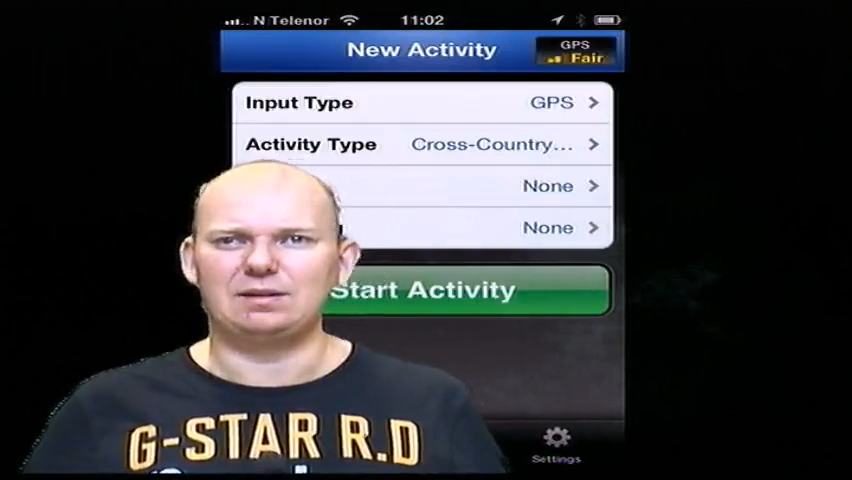 N Telenor 11:02
New Activity
GPS
Fair
Input Type GPS
Activity Type Cross-Country...
None
None
Start Activity
G-STAR R.D
Settings